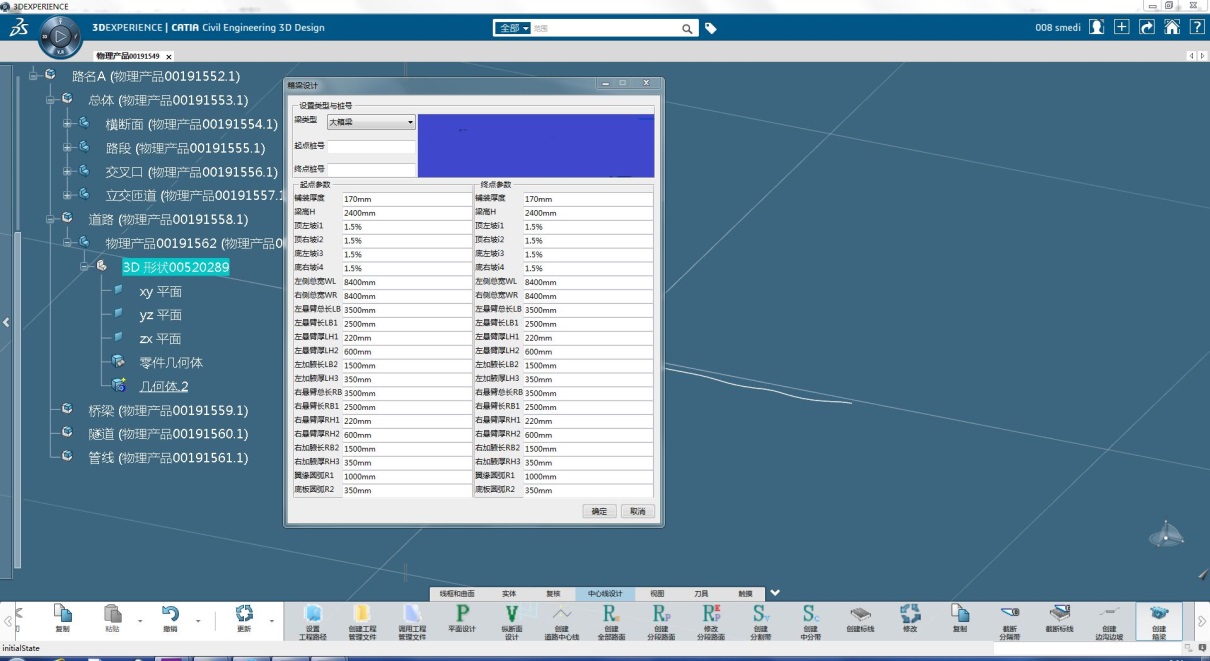 3DEXPERIENCE
3DEXPERIENCE | CATIA Civil Engineering 3D Design
全部
008 smedi
物理产品00191549
路名A (物理产品00191552.1)
总体 (物理产品00191553.1)
横断面 (物理产品00191554.1)
路段 (物理产品00191555.1)
交叉口 (物理产品00191556.1)
立交匝道 (物理产品00191557.1
道路 (物理产品00191558.1)
物理产品00191562 (物理产品0
3D 形状00520289
xy 平面
yz 平面
zx 平面
零件几何体
几何体.2
桥梁 (物理产品00191559.1)
隧道 (物理产品00191560.1)
管线 (物理产品00191561.1)
箱梁设计
设置类型与桩号
梁类型 大箱梁
起点桩号
终点桩号
起点参数 终点参数
铺装厚度 170mm 铺装厚度 170mm
梁高H 2400mm 梁高H 2400mm
顶左坡i1 1.5% 顶左坡i1 1.5%
顶右坡i2 1.5% 顶右坡i2 1.5%
底左坡i3 1.5% 底左坡i3 1.5%
底右坡i4 1.5% 底右坡i4 1.5%
左侧总宽WL 8400mm 左侧总宽WL 8400mm
右侧总宽WR 8400mm 右侧总宽WR 8400mm
左悬臂总长LB 3500mm 左悬臂总长LB 3500mm
左悬臂长LB1 2500mm 左悬臂长LB1 2500mm
左悬臂厚LH1 220mm 左悬臂厚LH1 220mm
左悬臂厚LH2 600mm 左悬臂厚LH2 600mm
左加腋长LB2 1500mm 左加腋长LB2 1500mm
左加腋厚LH3 350mm 左加腋厚LH3 350mm
右悬臂总长RB 3500mm 右悬臂总长RB 3500mm
右悬臂长RB1 2500mm 右悬臂长RB1 2500mm
右悬臂厚RH1 220mm 右悬臂厚RH1 220mm
右悬臂厚RH2 600mm 右悬臂厚RH2 600mm
右加腋长RB2 1500mm 右加腋长RB2 1500mm
右加腋厚RH3 350mm 右加腋厚RH3 350mm
翼缘圆弧R1 1000mm 翼缘圆弧R1 1000mm
底板圆弧R2 350mm 底板圆弧R2 350mm
确定 取消
线框和曲面 实体 复核 中心线设计 视图 刀具 触摸
复制 粘贴 撤销 更新 设置工程路径 创建工程管理文件 调用工程管理文件 平面设计 纵断面设计 创建道路中心线 创建全部路面 创建分段路面 修改分段路面 创建分割带 创建中分带 创建标线 修改 复制 截断分隔带 截断标线 创建边沟边坡 创建箱梁
initialState